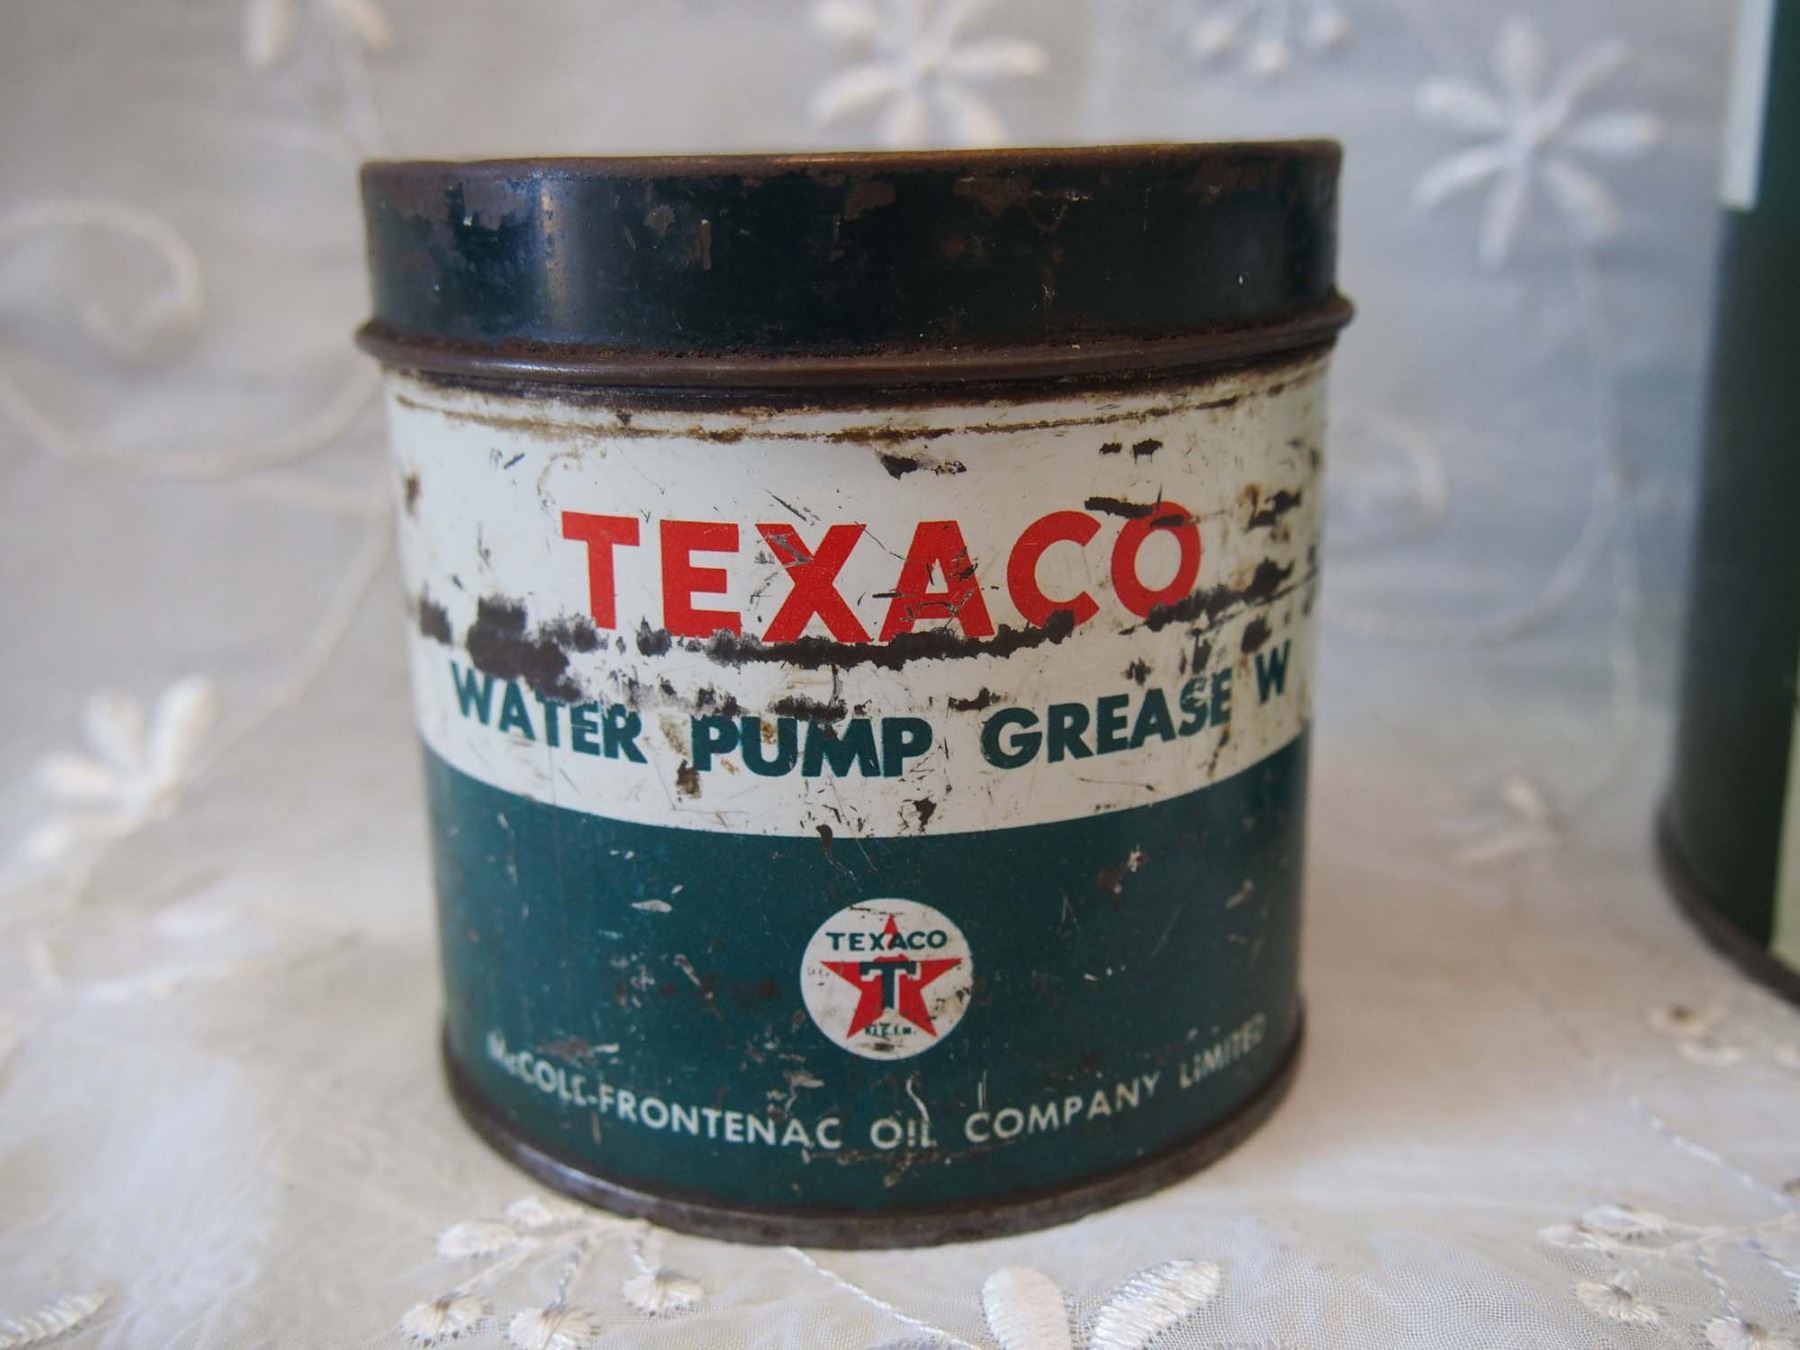 TEXACO
WATER PUMP GREASE W
TEXACO
T
McCOLL-FRONTENAC OIL COMPANY LIMITED